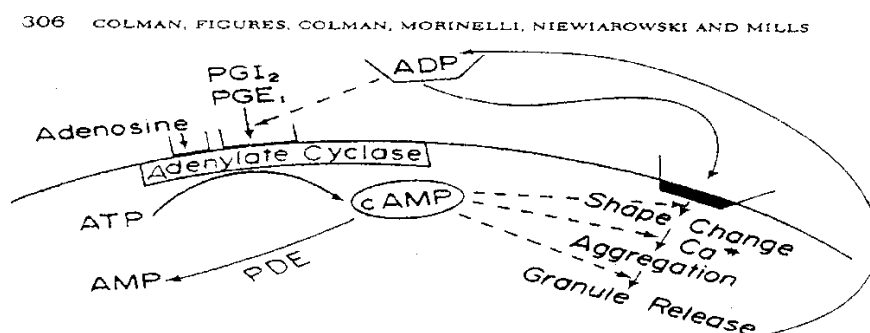 306 COLMAN, FIGURES, COLMAN, MORINELLI, NIEWIAROWSKI AND MILLS
PGI₂
PGE₁
ADP
Adenosine
Adenylate Cyclase
ATP
cAMP
AMP
PDE
Shape Change
Ca⁺⁺
Aggregation
Granule Release